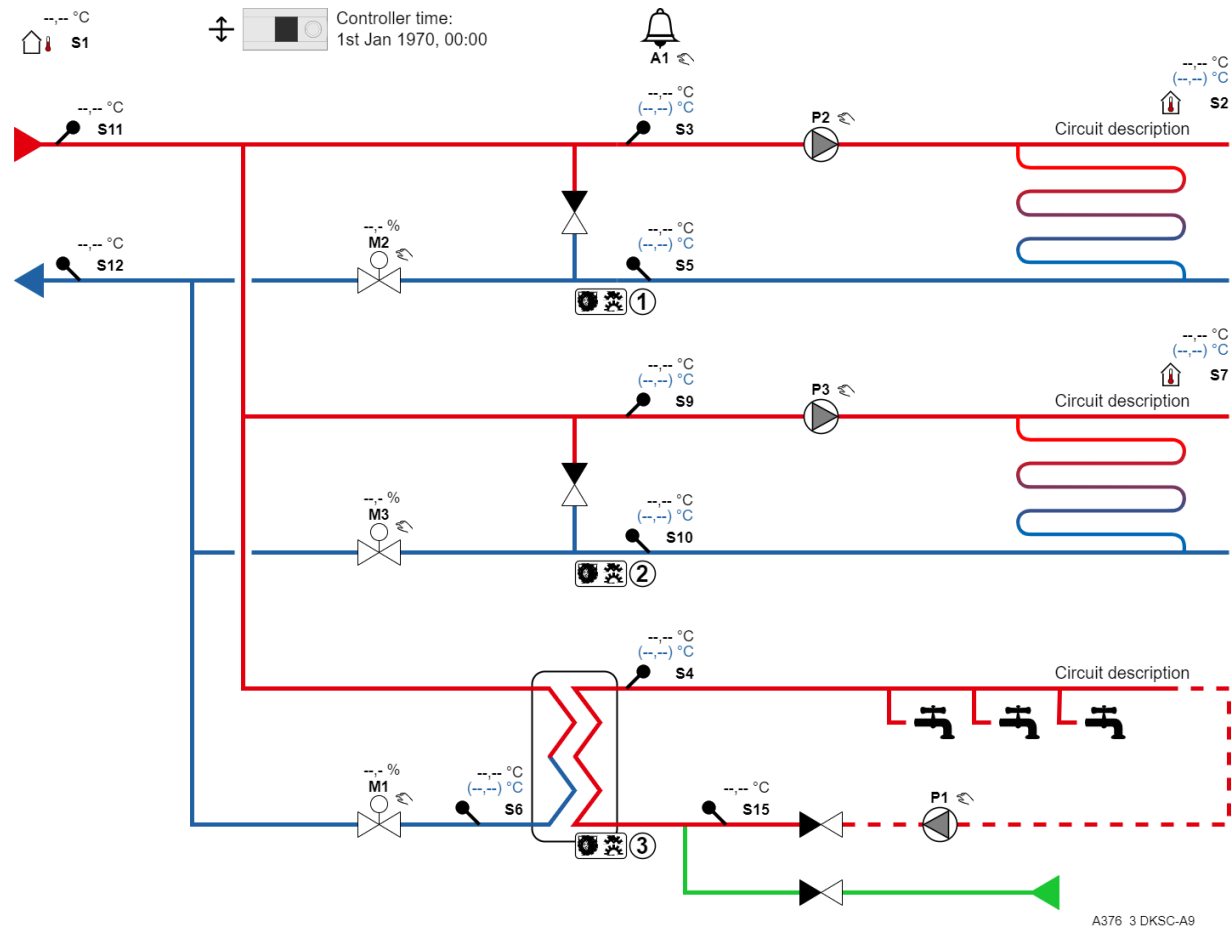 --,-- °C
S1
Controller time:
1st Jan 1970, 00:00
A1
--,-- °C
(--,--) °C
S2
--,-- °C
S11
--,-- °C
(--,--) °C
S3
P2
Circuit description
--,-- °C
S12
--,- %
M2
--,-- °C
(--,--) °C
S5
1
--,-- °C
(--,--) °C
S7
--,-- °C
(--,--) °C
S9
P3
Circuit description
--,- %
M3
--,-- °C
(--,--) °C
S10
2
--,-- °C
(--,--) °C
S4
Circuit description
--,- %
M1
--,-- °C
(--,--) °C
S6
--,-- °C
S15
P1
3
A376 3 DKSC-A9